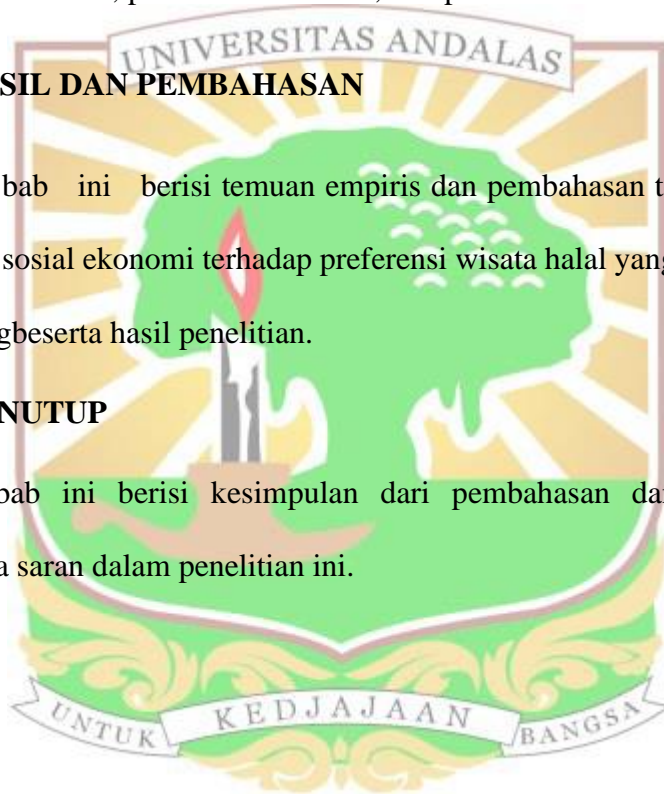 UNIVERSITAS ANDALAS
SIL DAN PEMBAHASAN
bab ini berisi temuan empiris dan pembahasan t
sosial ekonomi terhadap preferensi wisata halal yang
gbeserta hasil penelitian.
NUTUP
bab ini berisi kesimpulan dari pembahasan da
a saran dalam penelitian ini.
UNTUK KEDJAJAAN BANGSA